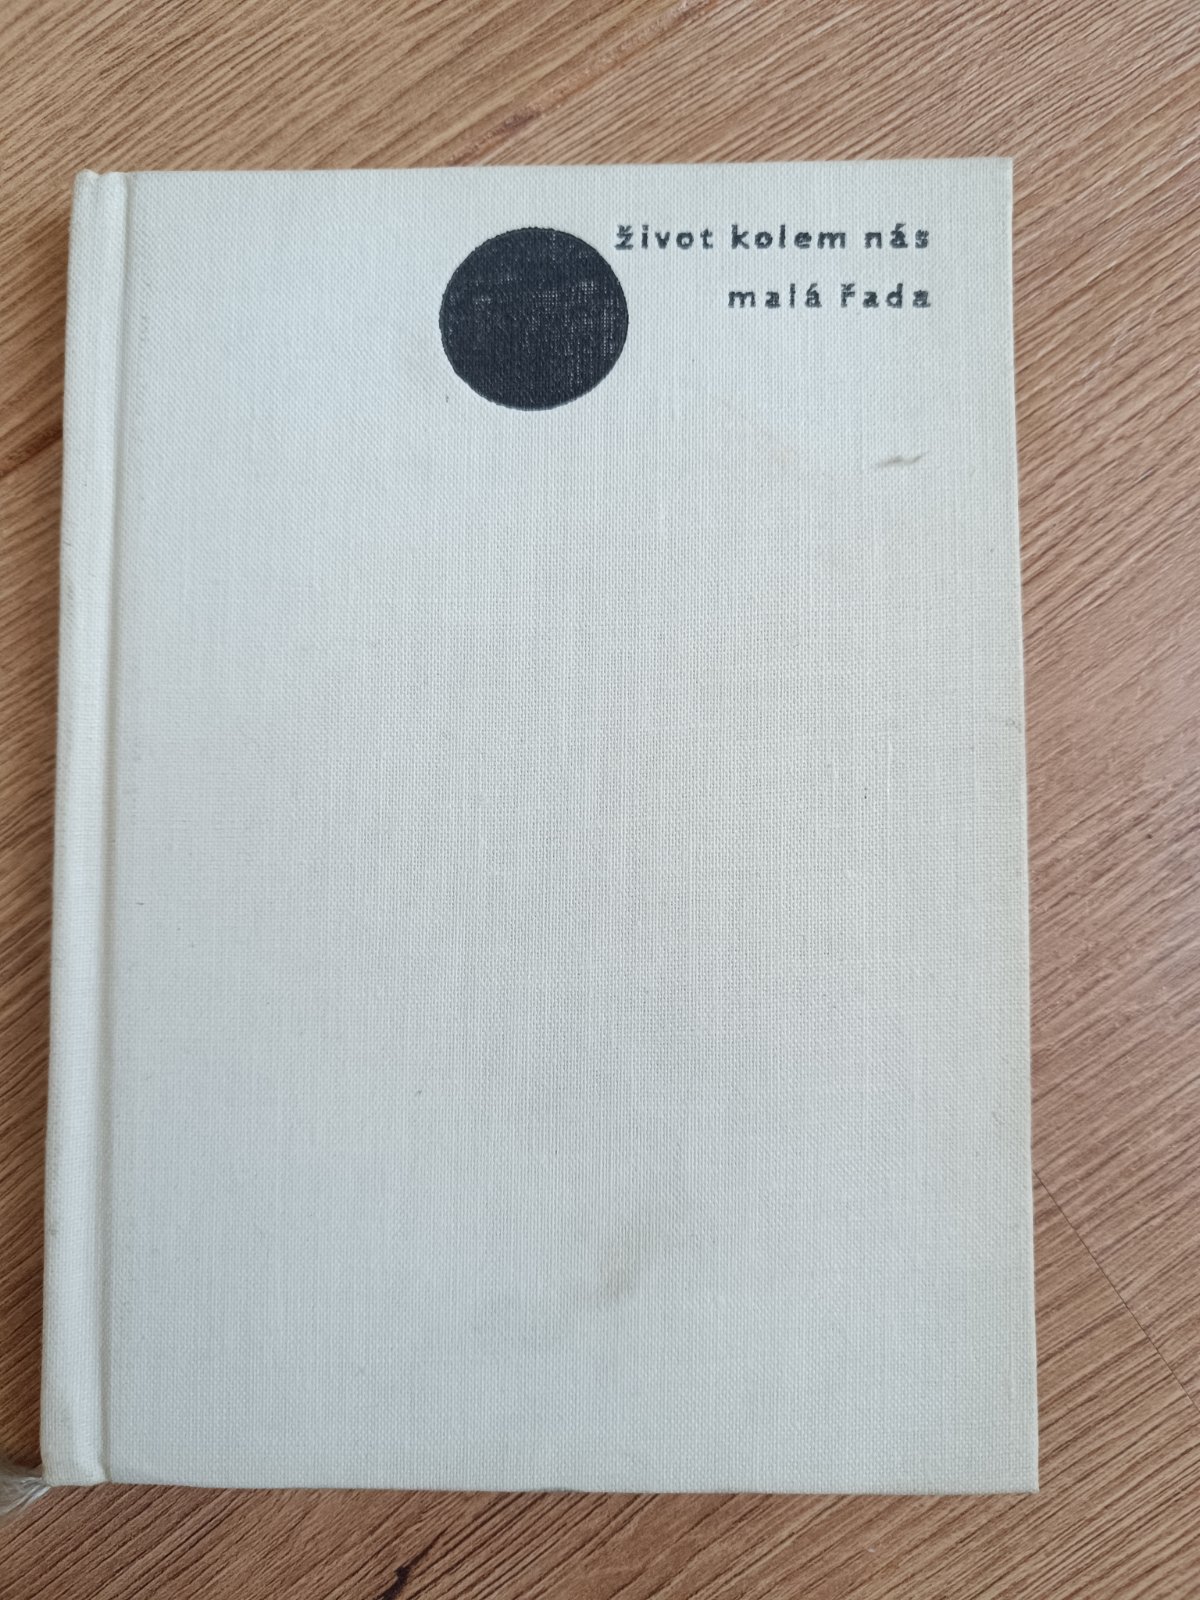 život kolem nás
malá řada